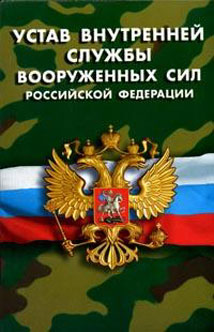 УСТАВ ВНУТРЕННЕЙ
СЛУЖБЫ
ВООРУЖЕННЫХ СИЛ
РОССИЙСКОЙ ФЕДЕРАЦИИ